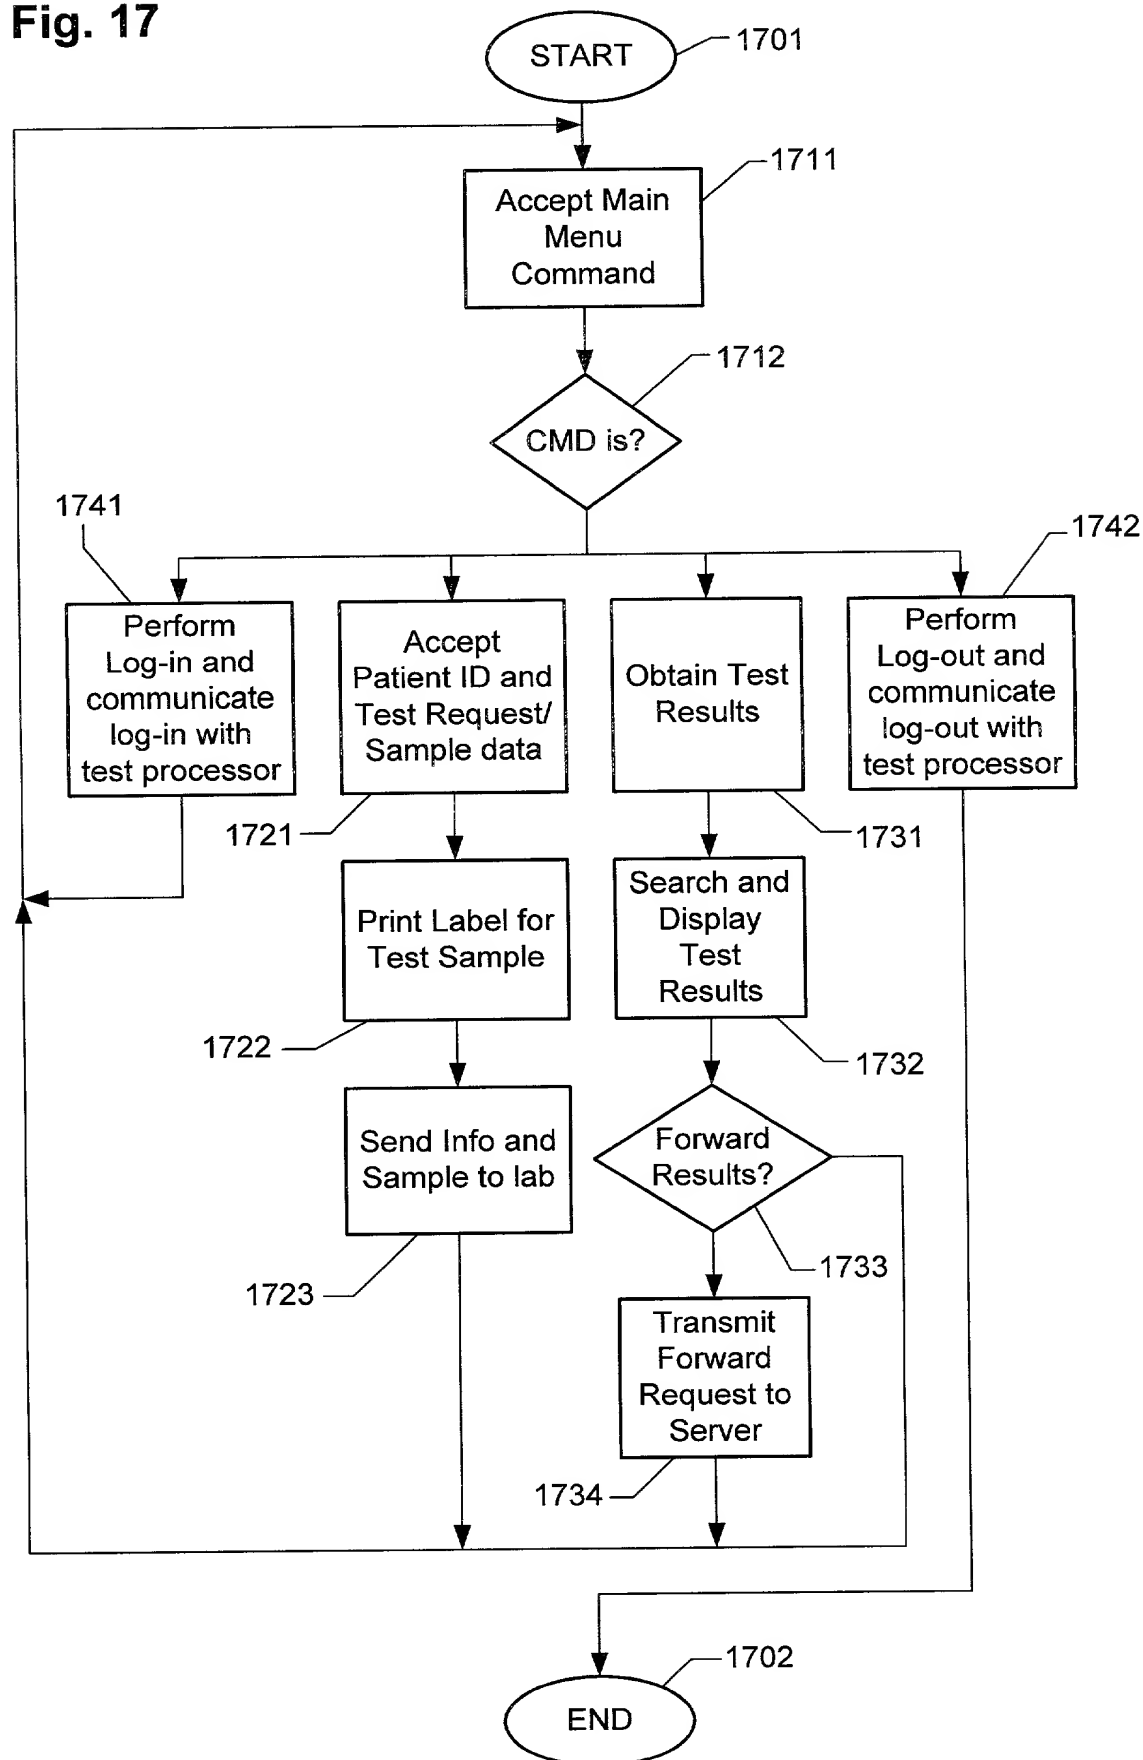 Fig. 17
START
1701
1711
Accept Main
Menu
Command
1712
CMD is?
1741
1742
Perform
Log-in and
communicate
log-in with
test processor
Accept
Patient ID and
Test Request/
Sample data
Obtain Test
Results
Perform
Log-out and
communicate
log-out with
test processor
1721
1731
Print Label for
Test Sample
Search and
Display
Test
Results
1722
1732
Send Info and
Sample to lab
Forward
Results?
1723
1733
Transmit
Forward
Request to
Server
1734
1702
END